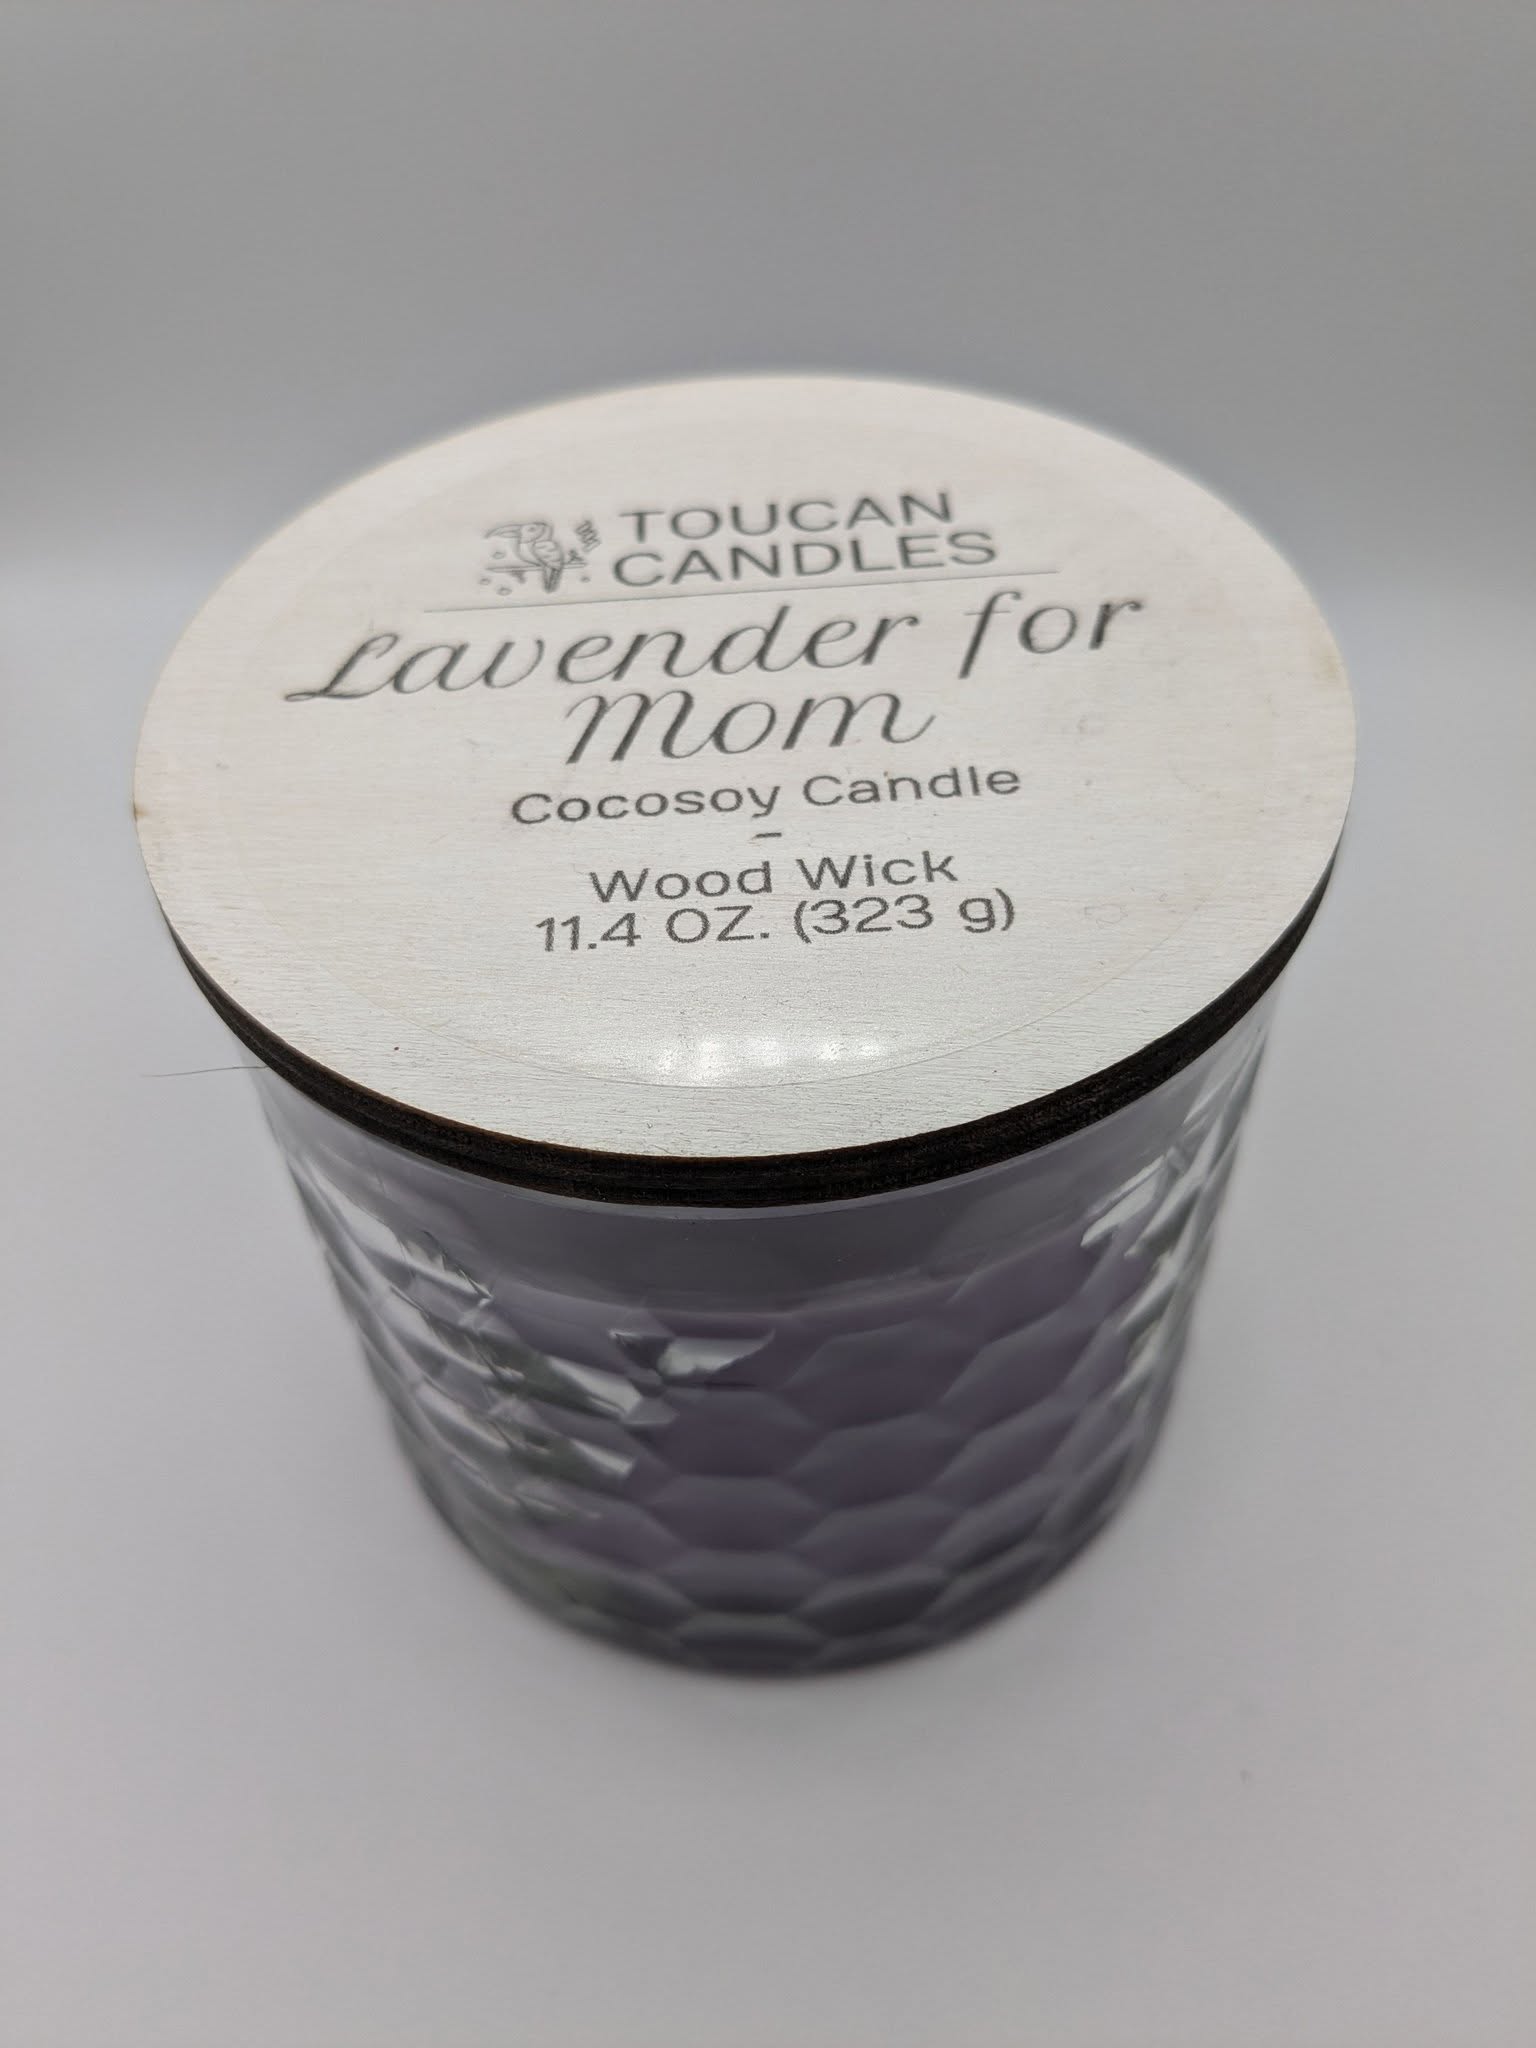 TOUCAN
CANDLES
Lavender for
Mom
Cocosoy Candle
-
Wood Wick
11.4 OZ. (323 g)